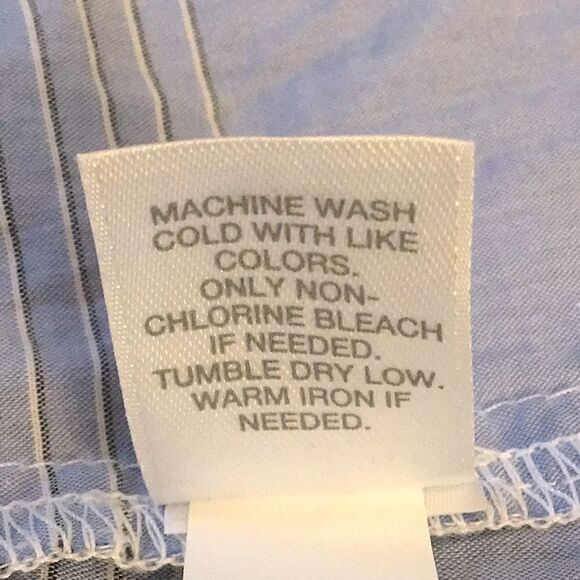 MACHINE WASH
COLD WITH LIKE
COLORS.
ONLY NON-
CHLORINE BLEACH
IF NEEDED.
TUMBLE DRY LOW.
WARM IRON IF
NEEDED.